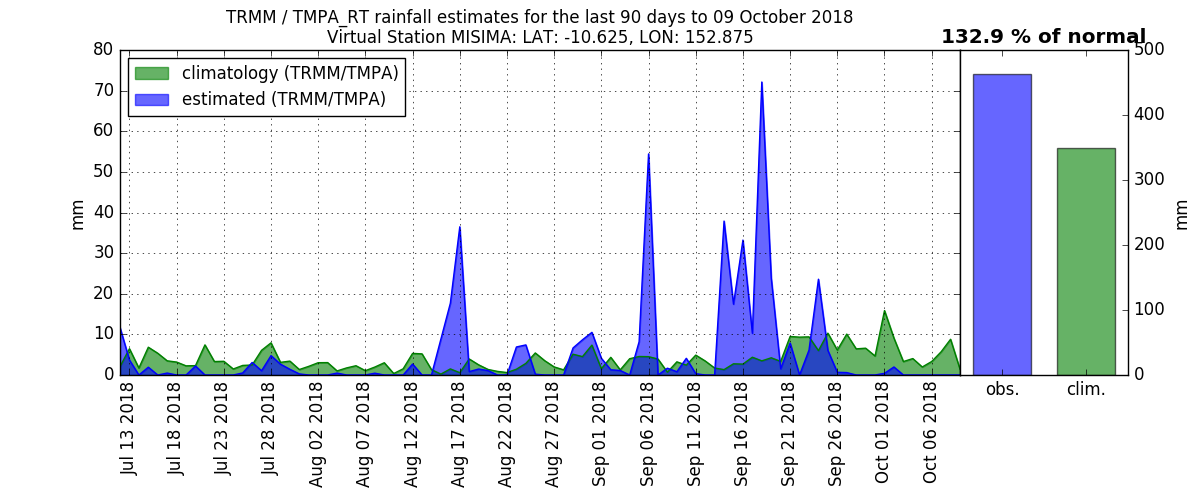 TRMM / TMPA_RT rainfall estimates for the last 90 days to 09 October 2018
Virtual Station MISIMA: LAT: -10.625, LON: 152.875
132.9 % of normal
climatology (TRMM/TMPA)
estimated (TRMM/TMPA)
80
70
60
50
40
30
20
10
0
mm
Jul 13 2018
Jul 18 2018
Jul 23 2018
Jul 28 2018
Aug 02 2018
Aug 07 2018
Aug 12 2018
Aug 17 2018
Aug 22 2018
Aug 27 2018
Sep 01 2018
Sep 06 2018
Sep 11 2018
Sep 16 2018
Sep 21 2018
Sep 26 2018
Oct 01 2018
Oct 06 2018
500
400
300
200
100
0
mm
obs.
clim.